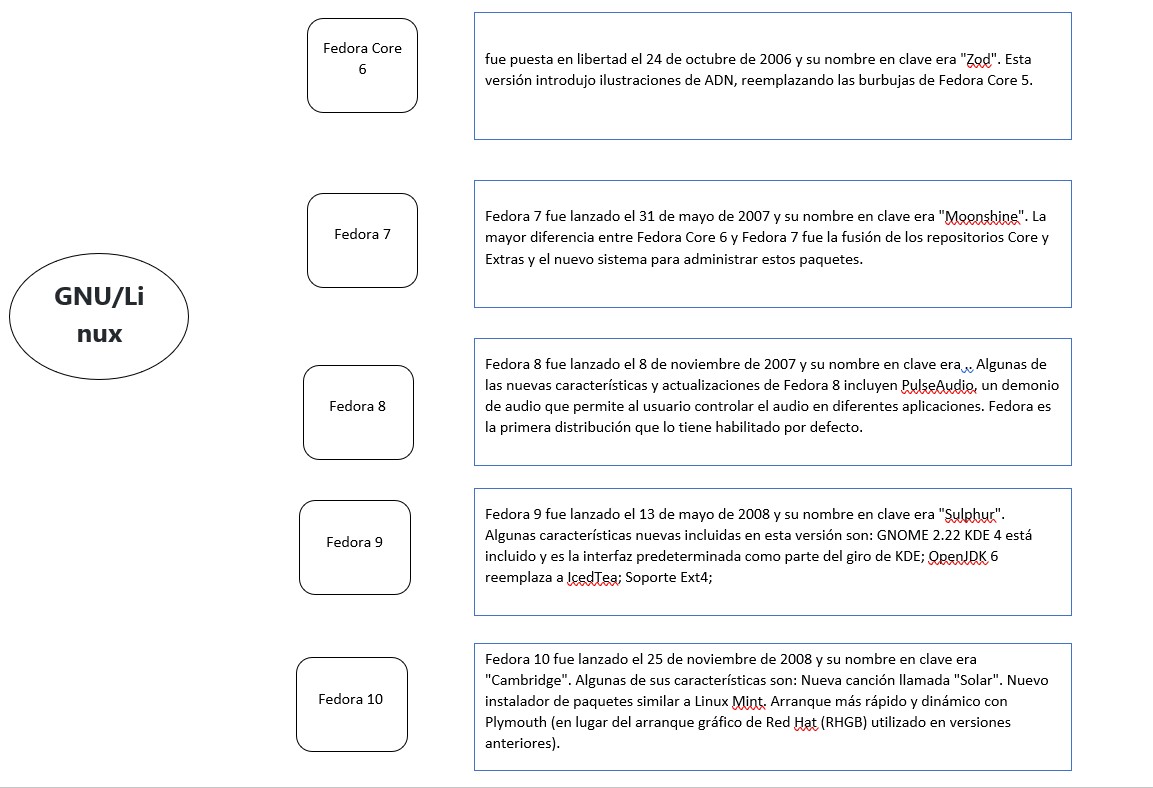 GNU/Li
nux
Fedora Core
6
fue puesta en libertad el 24 de octubre de 2006 y su nombre en clave era "Zod". Esta
versión introdujo ilustraciones de ADN, reemplazando las burbujas de Fedora Core 5.
Fedora 7
Fedora 7 fue lanzado el 31 de mayo de 2007 y su nombre en clave era "Moonshine". La
mayor diferencia entre Fedora Core 6 y Fedora 7 fue la fusión de los repositorios Core y
Extras y el nuevo sistema para administrar estos paquetes.
Fedora 8
Fedora 8 fue lanzado el 8 de noviembre de 2007 y su nombre en clave era ,. Algunas de
las nuevas características y actualizaciones de Fedora 8 incluyen PulseAudio, un demonio
de audio que permite al usuario controlar el audio en diferentes aplicaciones. Fedora es
la primera distribución que lo tiene habilitado por defecto.
Fedora 9
Fedora 9 fue lanzado el 13 de mayo de 2008 y su nombre en clave era "Sulphur".
Algunas características nuevas incluidas en esta versión son: GNOME 2.22 KDE 4 está
incluido y es la interfaz predeterminada como parte del giro de KDE; OpenJDK 6
reemplaza a IcedTea; Soporte Ext4;
Fedora 10
Fedora 10 fue lanzado el 25 de noviembre de 2008 y su nombre en clave era
"Cambridge". Algunas de sus características son: Nueva canción llamada "Solar". Nuevo
instalador de paquetes similar a Linux Mint. Arranque más rápido y dinámico con
Plymouth (en lugar del arranque gráfico de Red Hat (RHGB) utilizado en versiones
anteriores).